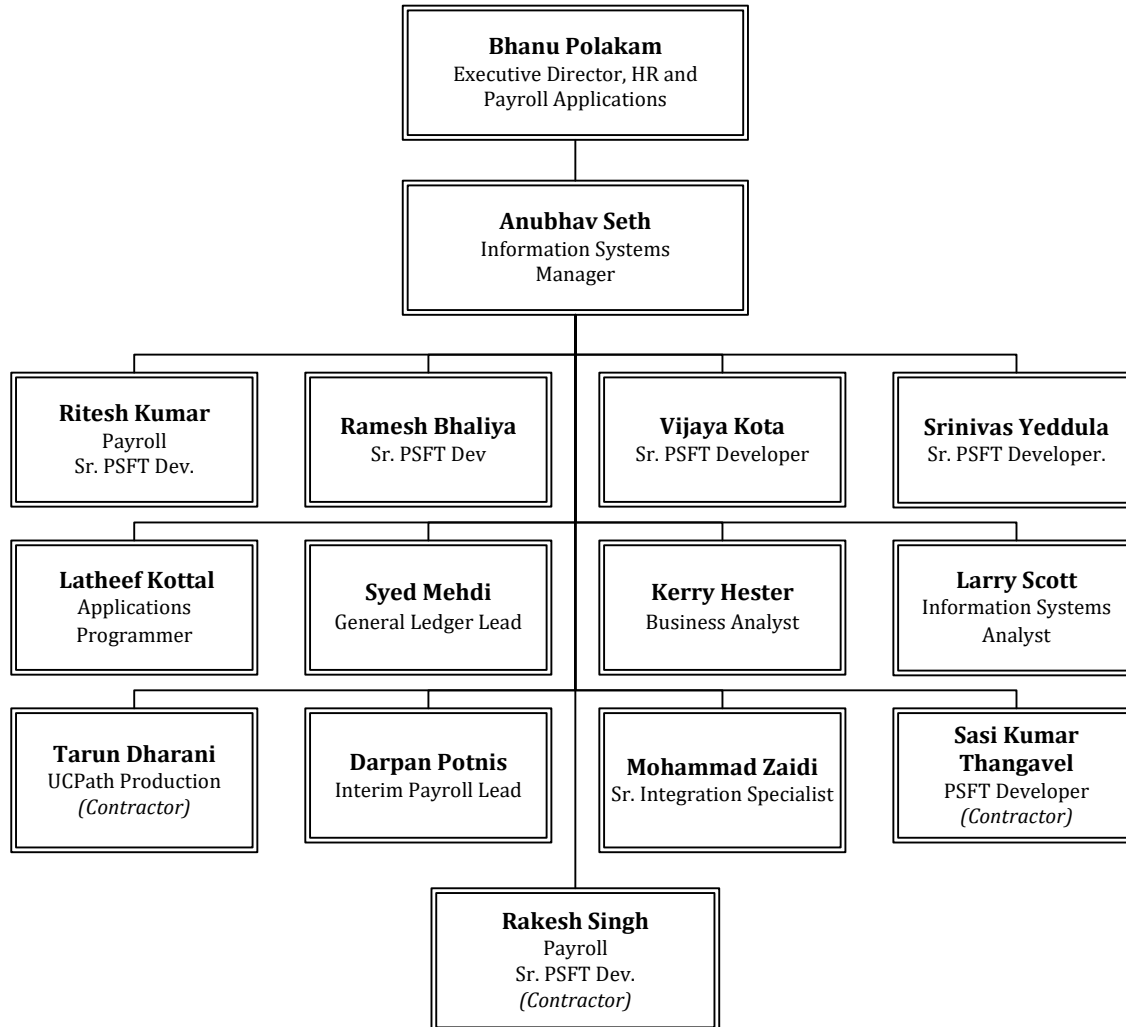 Bhanu Polakam
Executive Director, HR and
Payroll Applications
Anubhav Seth
Information Systems
Manager
Ritesh Kumar
Payroll
Sr. PSFT Dev.
Ramesh Bhaliya
Sr. PSFT Dev
Vijaya Kota
Sr. PSFT Developer
Srinivas Yeddula
Sr. PSFT Developer.
Latheef Kottal
Applications
Programmer
Syed Mehdi
General Ledger Lead
Kerry Hester
Business Analyst
Larry Scott
Information Systems
Analyst
Tarun Dharani
UCPath Production
(Contractor)
Darpan Potnis
Interim Payroll Lead
Mohammad Zaidi
Sr. Integration Specialist
Sasi Kumar
Thangavel
PSFT Developer
(Contractor)
Rakesh Singh
Payroll
Sr. PSFT Dev.
(Contractor)